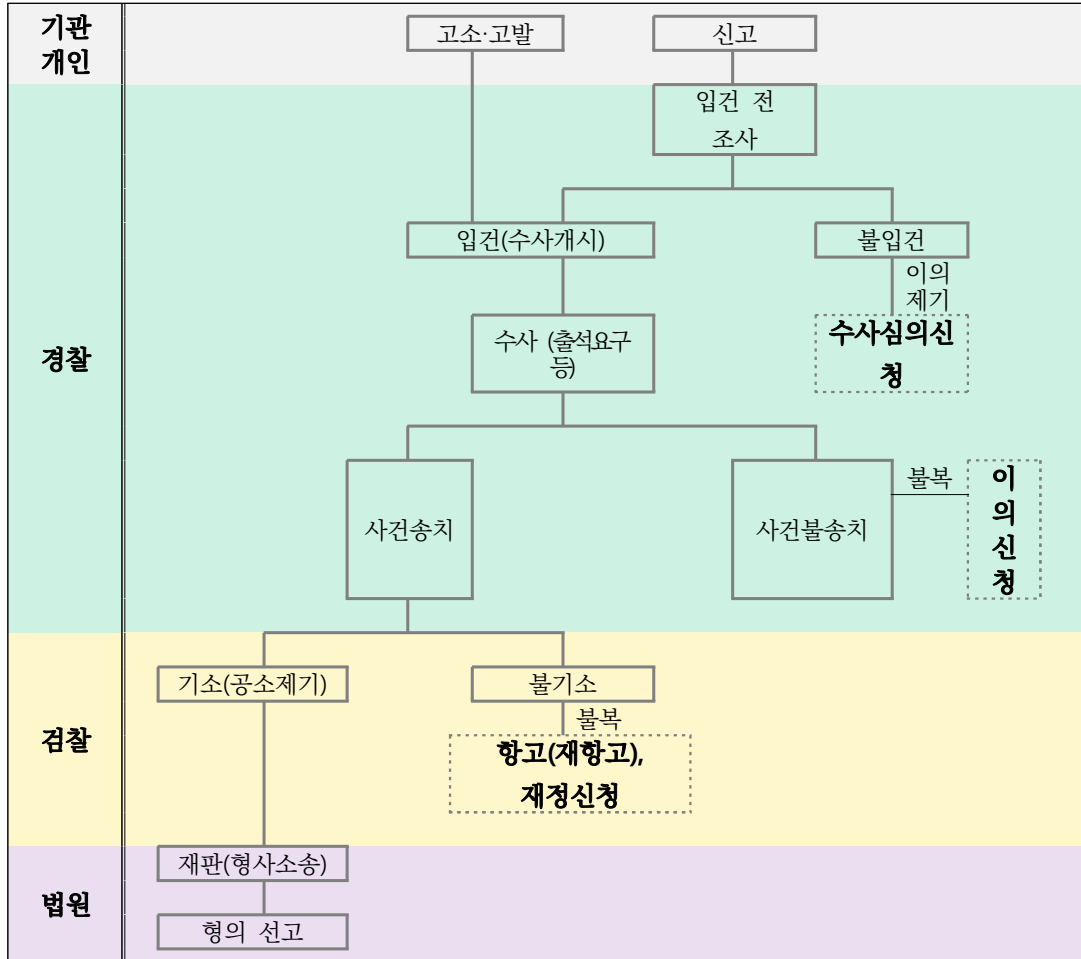 기관
개인
고소·고발
신고
경찰
입건 전
조사
입건(수사개시)
불입건
이의
제기
수사 (출석요구
등)
수사심의신
청
사건송치
사건불송치
불복
이
의
신
청
검찰
기소(공소제기)
불기소
불복
항고(재항고),
재정신청
법원
재판(형사소송)
형의 선고